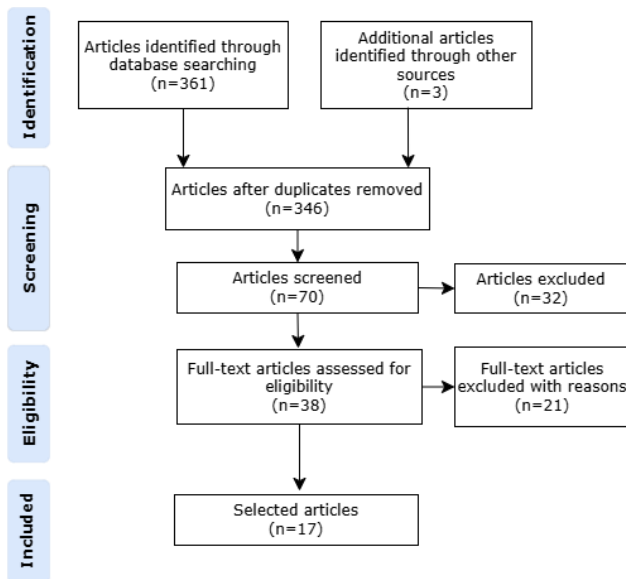 Identification
Articles identified through
database searching
(n=361)
Additional articles
identified through other
sources
(n=3)
Screening
Articles after duplicates removed
(n=346)
Articles screened
(n=70)
Articles excluded
(n=32)
Eligibility
Full-text articles assessed for
eligibility
(n=38)
Full-text articles
excluded with reasons
(n=21)
Included
Selected articles
(n=17)